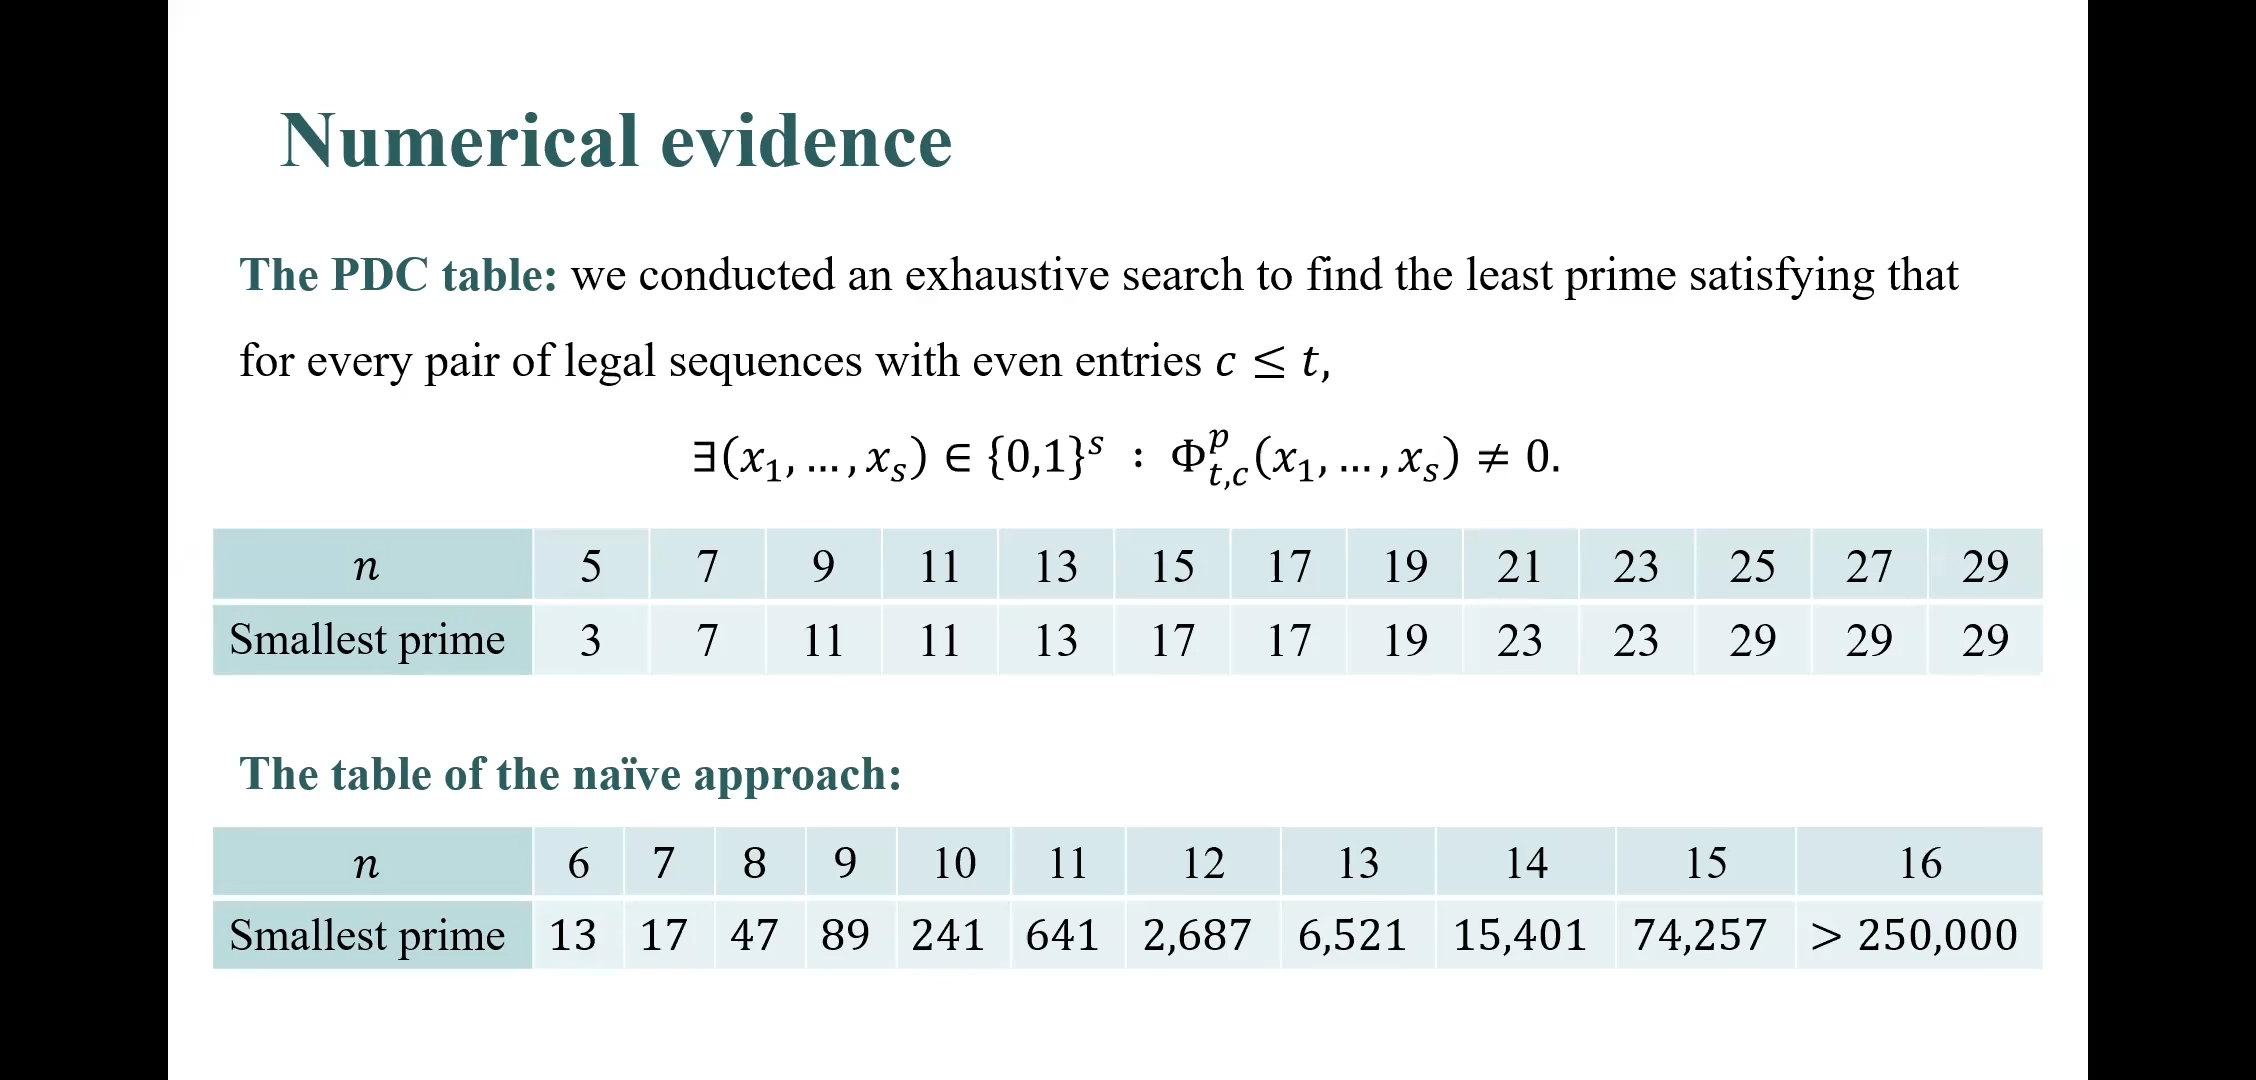 Numerical evidence
The PDC table: we conducted an exhaustive search to find the least prime satisfying that
for every pair of legal sequences with even entries c ≤ t,
∃(x₁, … , xₛ) ∈ {0,1}ˢ : Φᵖ_{t,c}(x₁, … , xₛ) ≠ 0.
n 5 7 9 11 13 15 17 19 21 23 25 27 29
Smallest prime 3 7 11 11 13 17 17 19 23 23 29 29 29
The table of the naïve approach:
n 6 7 8 9 10 11 12 13 14 15 16
Smallest prime 13 17 47 89 241 641 2,687 6,521 15,401 74,257 > 250,000